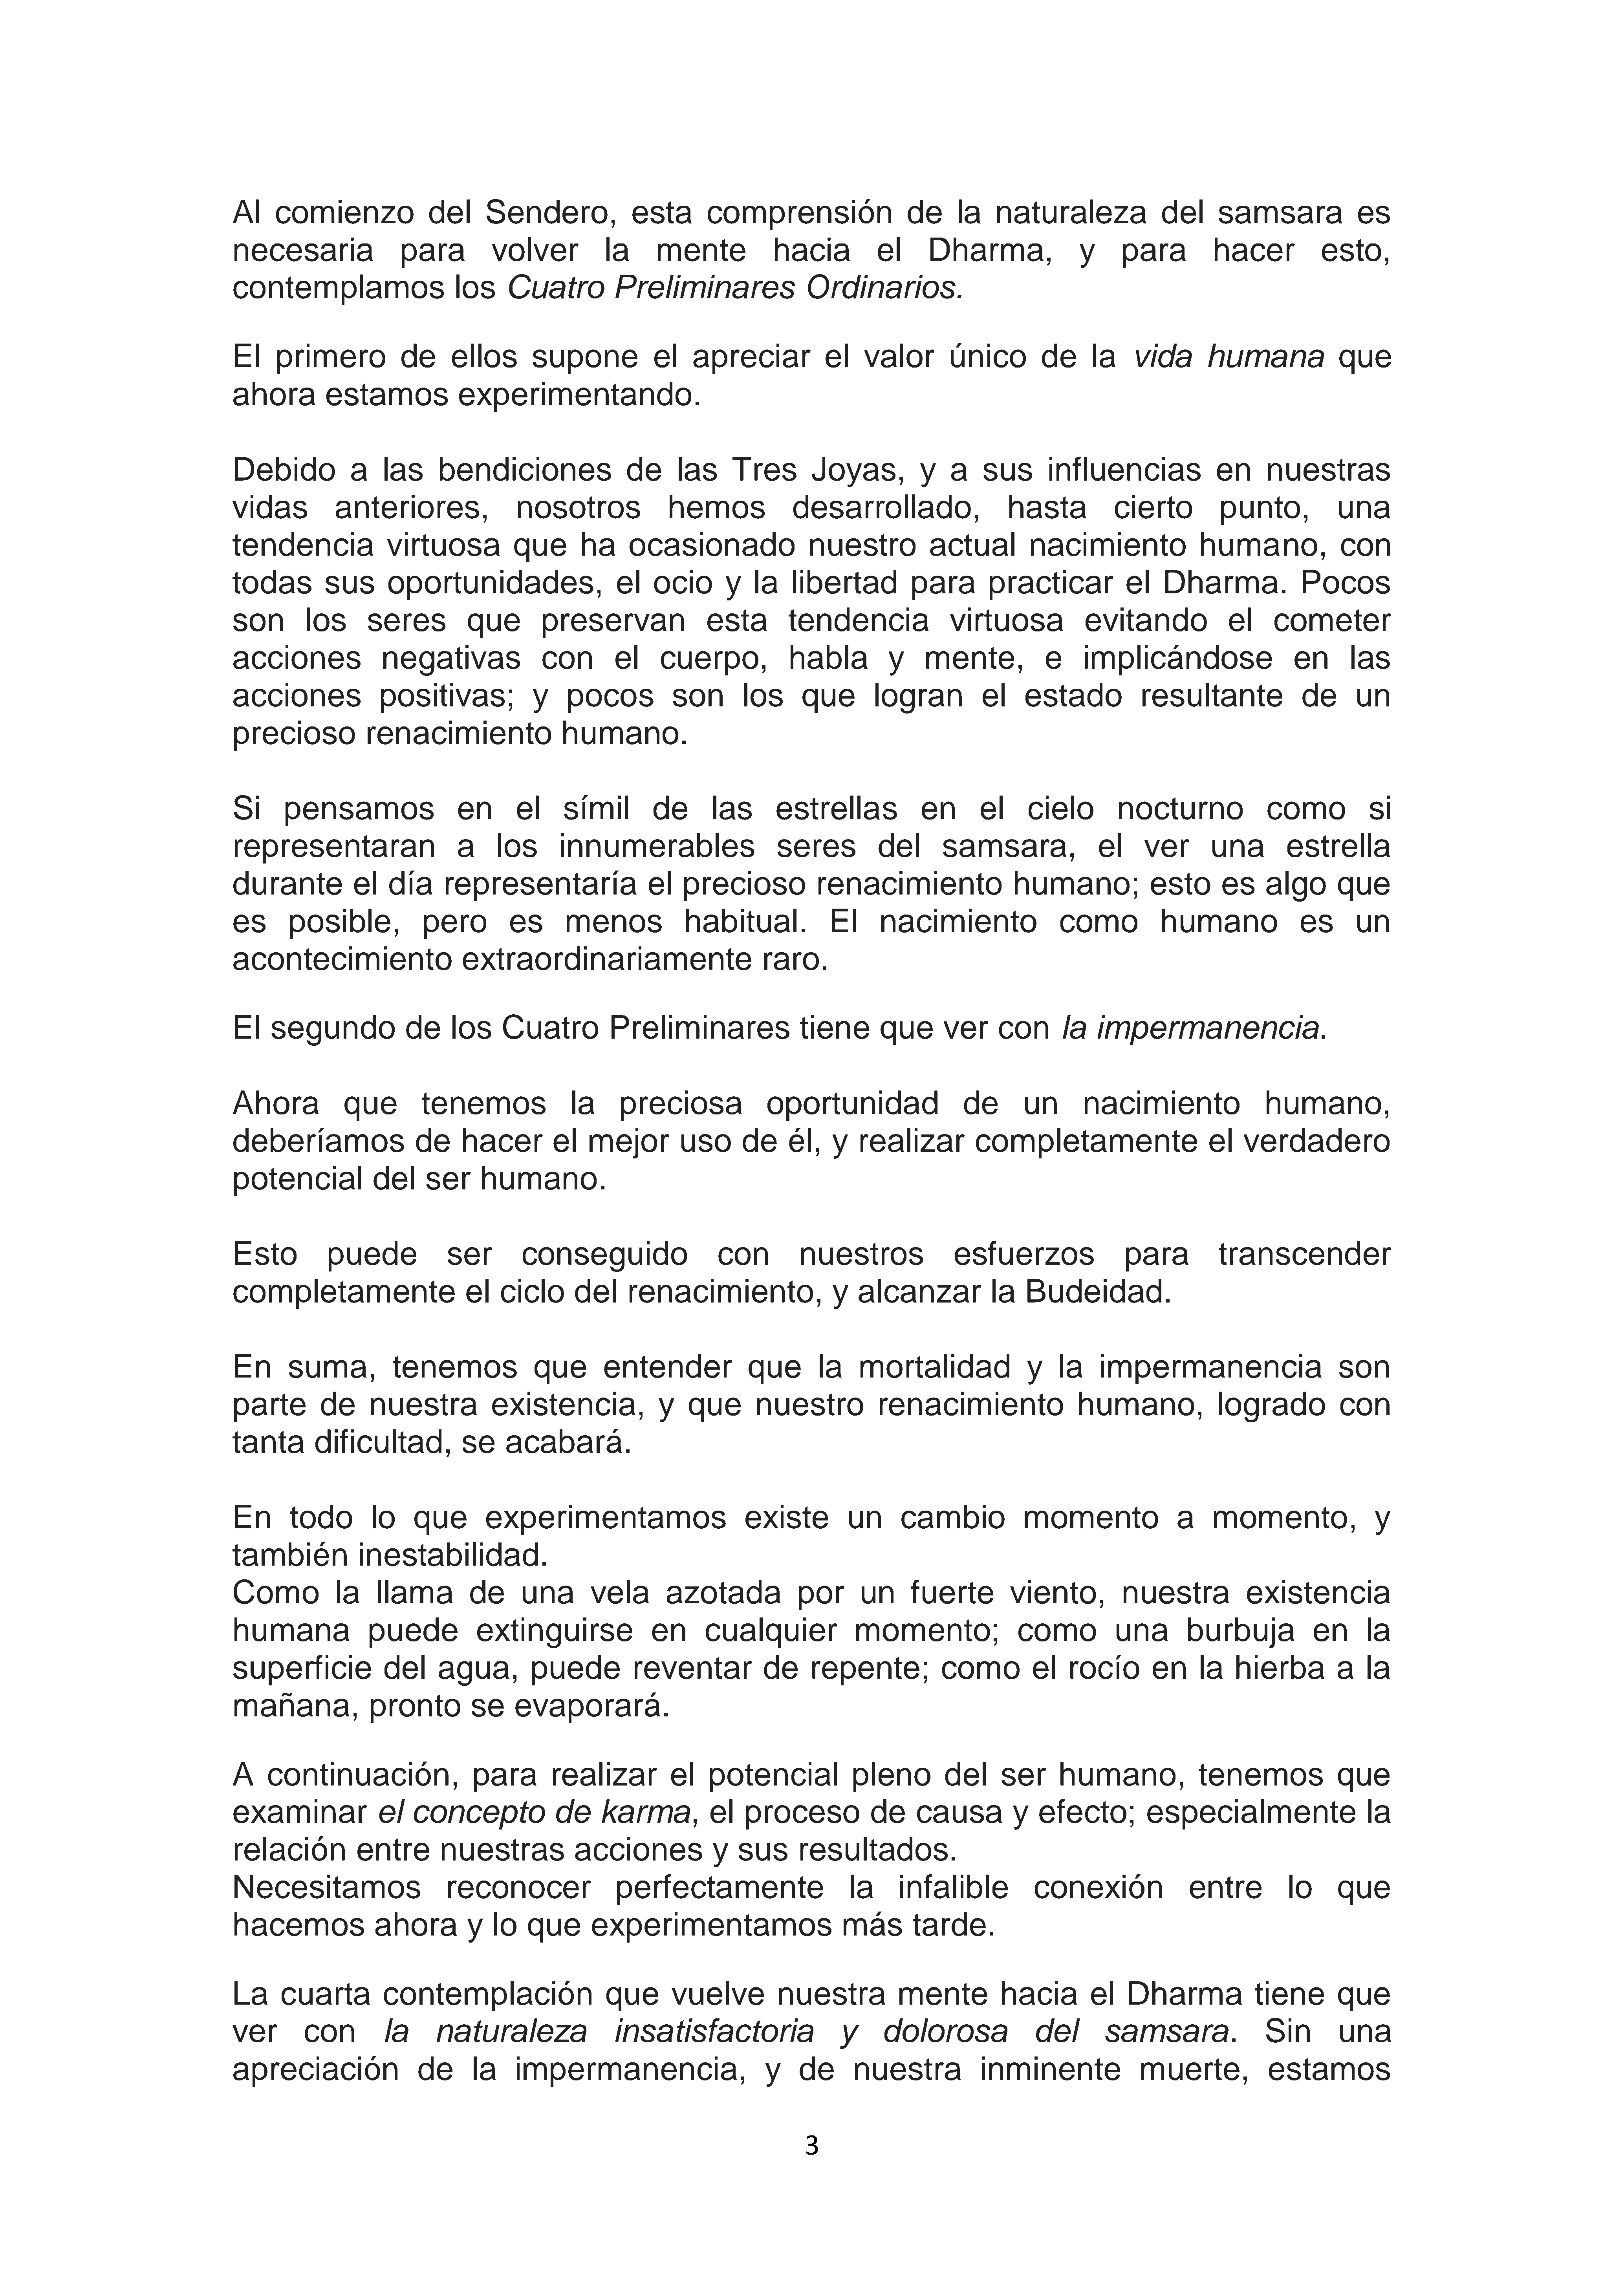 Al comienzo del Sendero, esta comprensión de la naturaleza del samsara es
necesaria para volver la mente hacia el Dharma, y para hacer esto,
contemplamos los Cuatro Preliminares Ordinarios.
El primero de ellos supone el apreciar el valor único de la vida humana que
ahora estamos experimentando.
Debido a las bendiciones de las Tres Joyas, y a sus influencias en nuestras
vidas anteriores, nosotros hemos desarrollado, hasta cierto punto, una
tendencia virtuosa que ha ocasionado nuestro actual nacimiento humano, con
todas sus oportunidades, el ocio y la libertad para practicar el Dharma. Pocos
son los seres que preservan esta tendencia virtuosa evitando el cometer
acciones negativas con el cuerpo, habla y mente, e implicándose en las
acciones positivas; y pocos son los que logran el estado resultante de un
precioso renacimiento humano.
Si pensamos en el símil de las estrellas en el cielo nocturno como si
representaran a los innumerables seres del samsara, el ver una estrella
durante el día representaría el precioso renacimiento humano; esto es algo que
es posible, pero es menos habitual. El nacimiento como humano es un
acontecimiento extraordinariamente raro.
El segundo de los Cuatro Preliminares tiene que ver con la impermanencia.
Ahora que tenemos la preciosa oportunidad de un nacimiento humano,
deberíamos de hacer el mejor uso de él, y realizar completamente el verdadero
potencial del ser humano.
Esto puede ser conseguido con nuestros esfuerzos para transcender
completamente el ciclo del renacimiento, y alcanzar la Budeidad.
En suma, tenemos que entender que la mortalidad y la impermanencia son
parte de nuestra existencia, y que nuestro renacimiento humano, logrado con
tanta dificultad, se acabará.
En todo lo que experimentamos existe un cambio momento a momento, y
también inestabilidad.
Como la llama de una vela azotada por un fuerte viento, nuestra existencia
humana puede extinguirse en cualquier momento; como una burbuja en la
superficie del agua, puede reventar de repente; como el rocío en la hierba a la
mañana, pronto se evaporará.
A continuación, para realizar el potencial pleno del ser humano, tenemos que
examinar el concepto de karma, el proceso de causa y efecto; especialmente la
relación entre nuestras acciones y sus resultados.
Necesitamos reconocer perfectamente la infalible conexión entre lo que
hacemos ahora y lo que experimentamos más tarde.
La cuarta contemplación que vuelve nuestra mente hacia el Dharma tiene que
ver con la naturaleza insatisfactoria y dolorosa del samsara. Sin una
apreciación de la impermanencia, y de nuestra inminente muerte, estamos
3